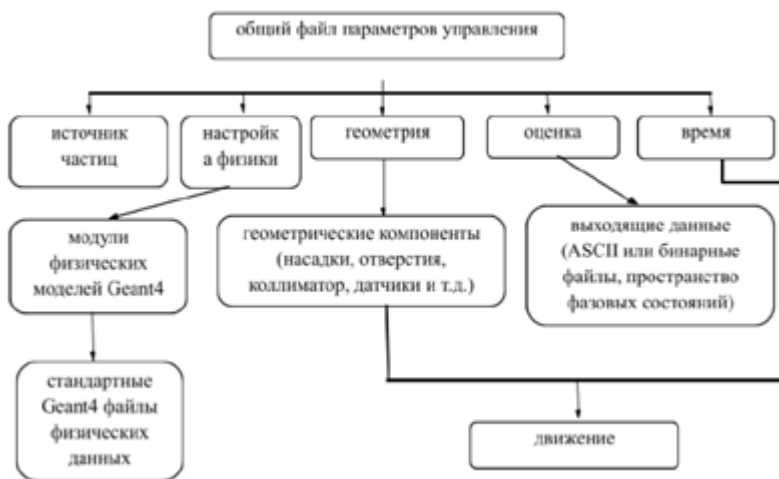 общий файл параметров управления
источник
частиц
настройк
а физики
геометрия
оценка
время
модули
физических
моделей Geant4
геометрические компоненты
(насадки, отверстия,
коллиматор, датчики и т.д.)
выходящие данные
(ASCII или бинарные
файлы, пространство
фазовых состояний)
стандартные
Geant4 файлы
физических
данных
движение